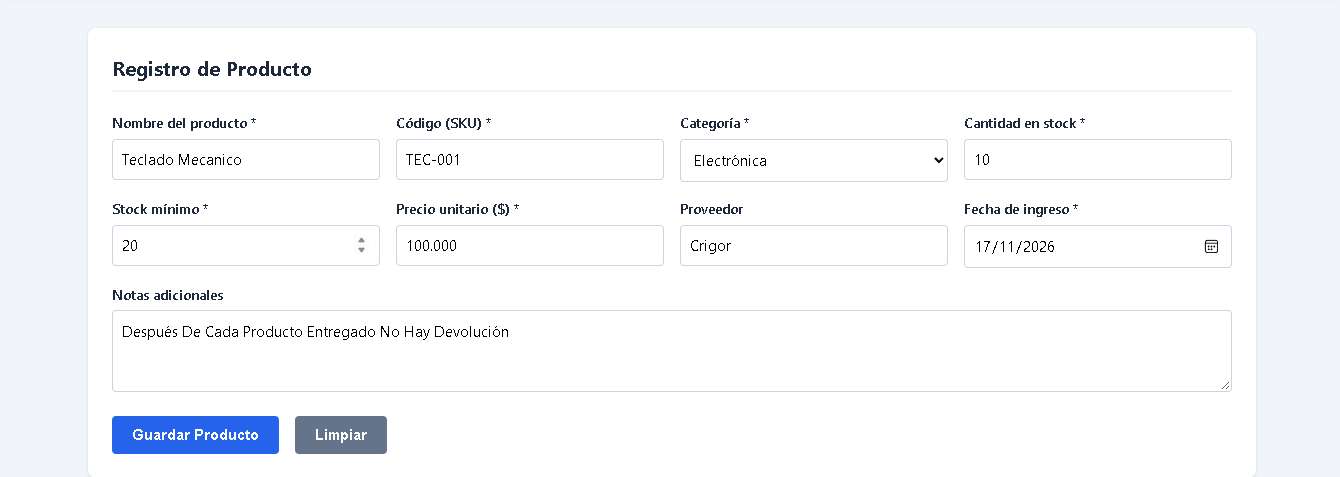 Registro de Producto
Nombre del producto * Código (SKU) * Categoría * Cantidad en stock *
Teclado Mecanico TEC-001 Electrónica 10
Stock mínimo * Precio unitario ($) * Proveedor Fecha de ingreso *
20 100.000 Crigor 17/11/2026
Notas adicionales
Después De Cada Producto Entregado No Hay Devolución
Guardar Producto Limpiar